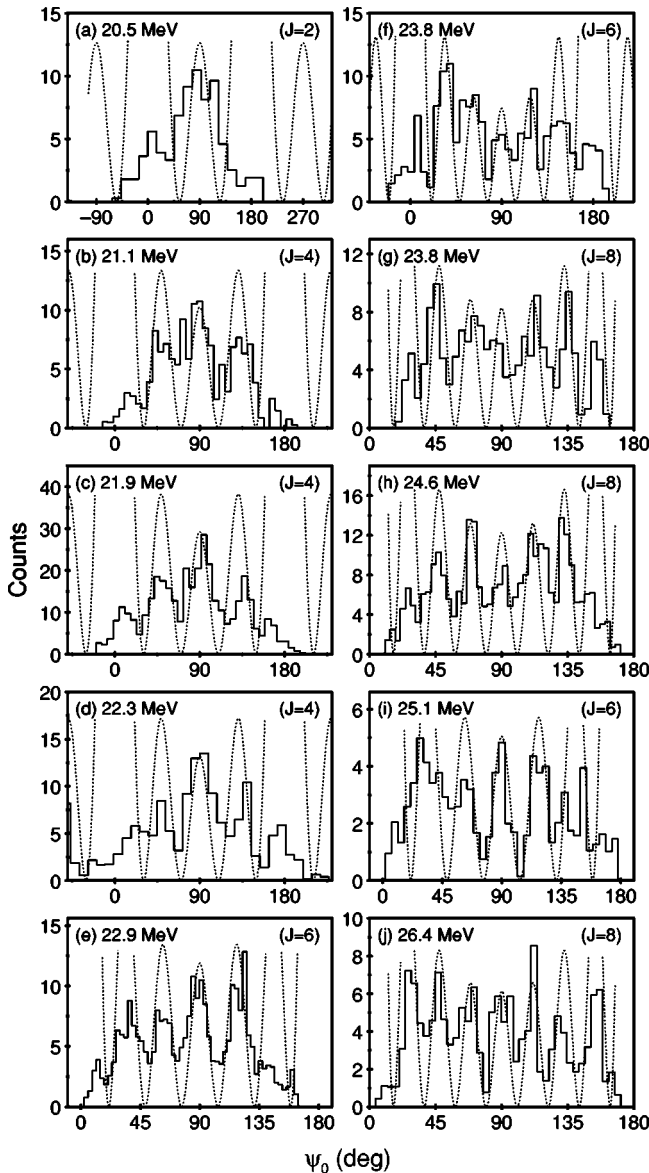 (a) 20.5 MeV (J=2)
15
10
5
0
−90 0 90 180 270
(b) 21.1 MeV (J=4)
15
10
5
0
0 90 180
(c) 21.9 MeV (J=4)
40
30
20
10
0
0 90 180
(d) 22.3 MeV (J=4)
20
15
10
5
0
0 90 180
(e) 22.9 MeV (J=6)
15
10
5
0
0 45 90 135 180
(f) 23.8 MeV (J=6)
15
10
5
0
0 90 180
(g) 23.8 MeV (J=8)
12
8
4
0
0 45 90 135 180
(h) 24.6 MeV (J=8)
16
12
8
4
0
0 45 90 135 180
(i) 25.1 MeV (J=6)
6
4
2
0
0 45 90 135 180
(j) 26.4 MeV (J=8)
10
8
6
4
2
0
0 45 90 135 180
Counts
ψ₀ (deg)